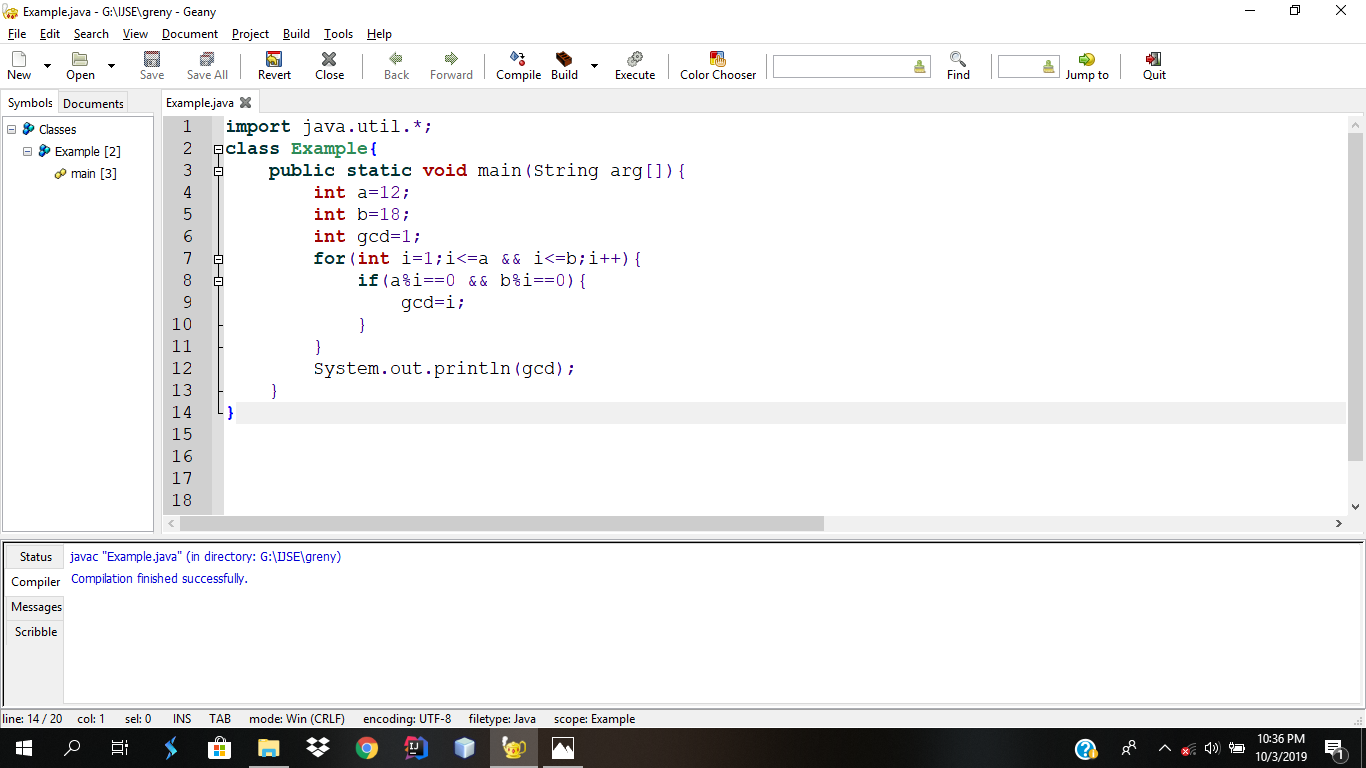 Example.java - G:\IJSE\greny - Geany
File Edit Search View Document Project Build Tools Help
New Open Save Save All Revert Close Back Forward Compile Build Execute Color Chooser Find Jump to Quit
Symbols Documents Example.java
Classes
Example [2]
main [3]
1 import java.util.*;
2 class Example{
3 public static void main(String arg[]){
4 int a=12;
5 int b=18;
6 int gcd=1;
7 for(int i=1;i<=a && i<=b;i++){
8 if(a%i==0 && b%i==0){
9 gcd=i;
10 }
11 }
12 System.out.println(gcd);
13 }
14 }
15
16
17
18
Status
Compiler
Messages
Scribble
javac "Example.java" (in directory: G:\IJSE\greny)
Compilation finished successfully.
line: 14 / 20 col: 1 sel: 0 INS TAB mode: Win (CRLF) encoding: UTF-8 filetype: Java scope: Example
IJ
10:36 PM
10/3/2019
1